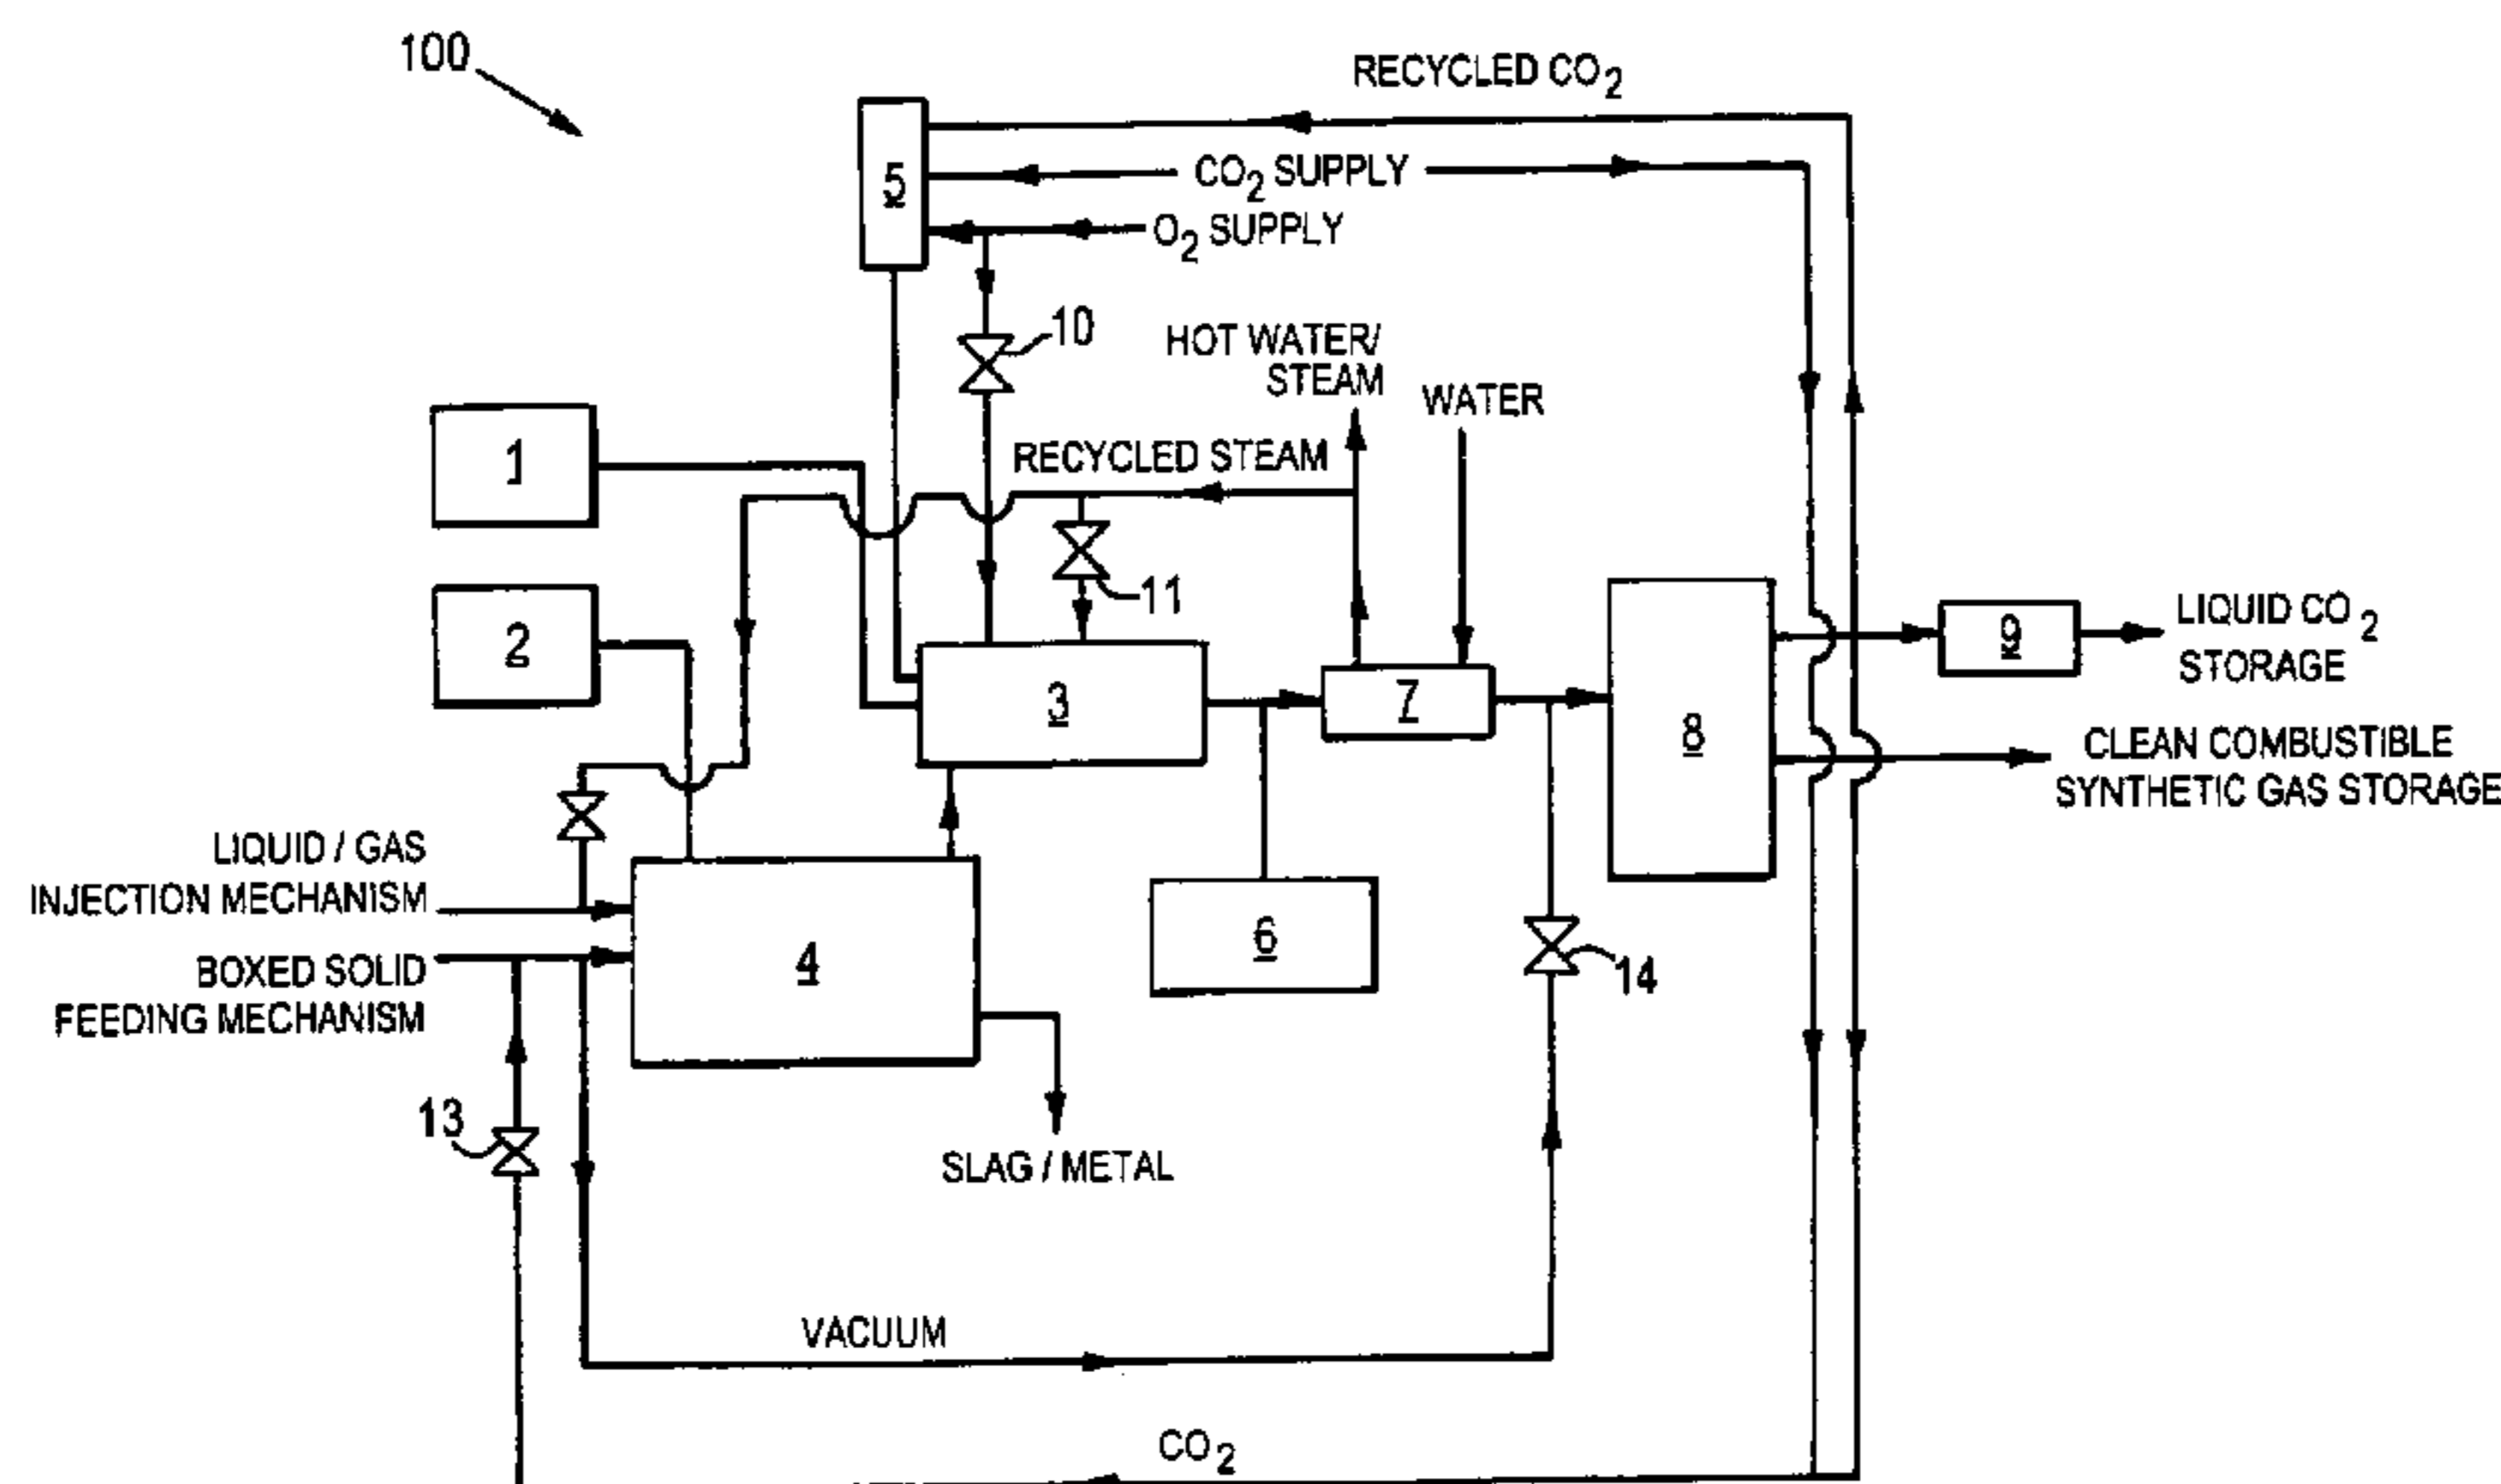 100
RECYCLED CO2
5
CO2 SUPPLY
O2 SUPPLY
10
HOT WATER/
STEAM
WATER
1
RECYCLED STEAM
11
2
LIQUID CO2
STORAGE
9
3
7
8
CLEAN COMBUSTIBLE
SYNTHETIC GAS STORAGE
LIQUID / GAS
INJECTION MECHANISM
BOXED SOLID
FEEDING MECHANISM
4
6
14
13
SLAG / METAL
VACUUM
CO2